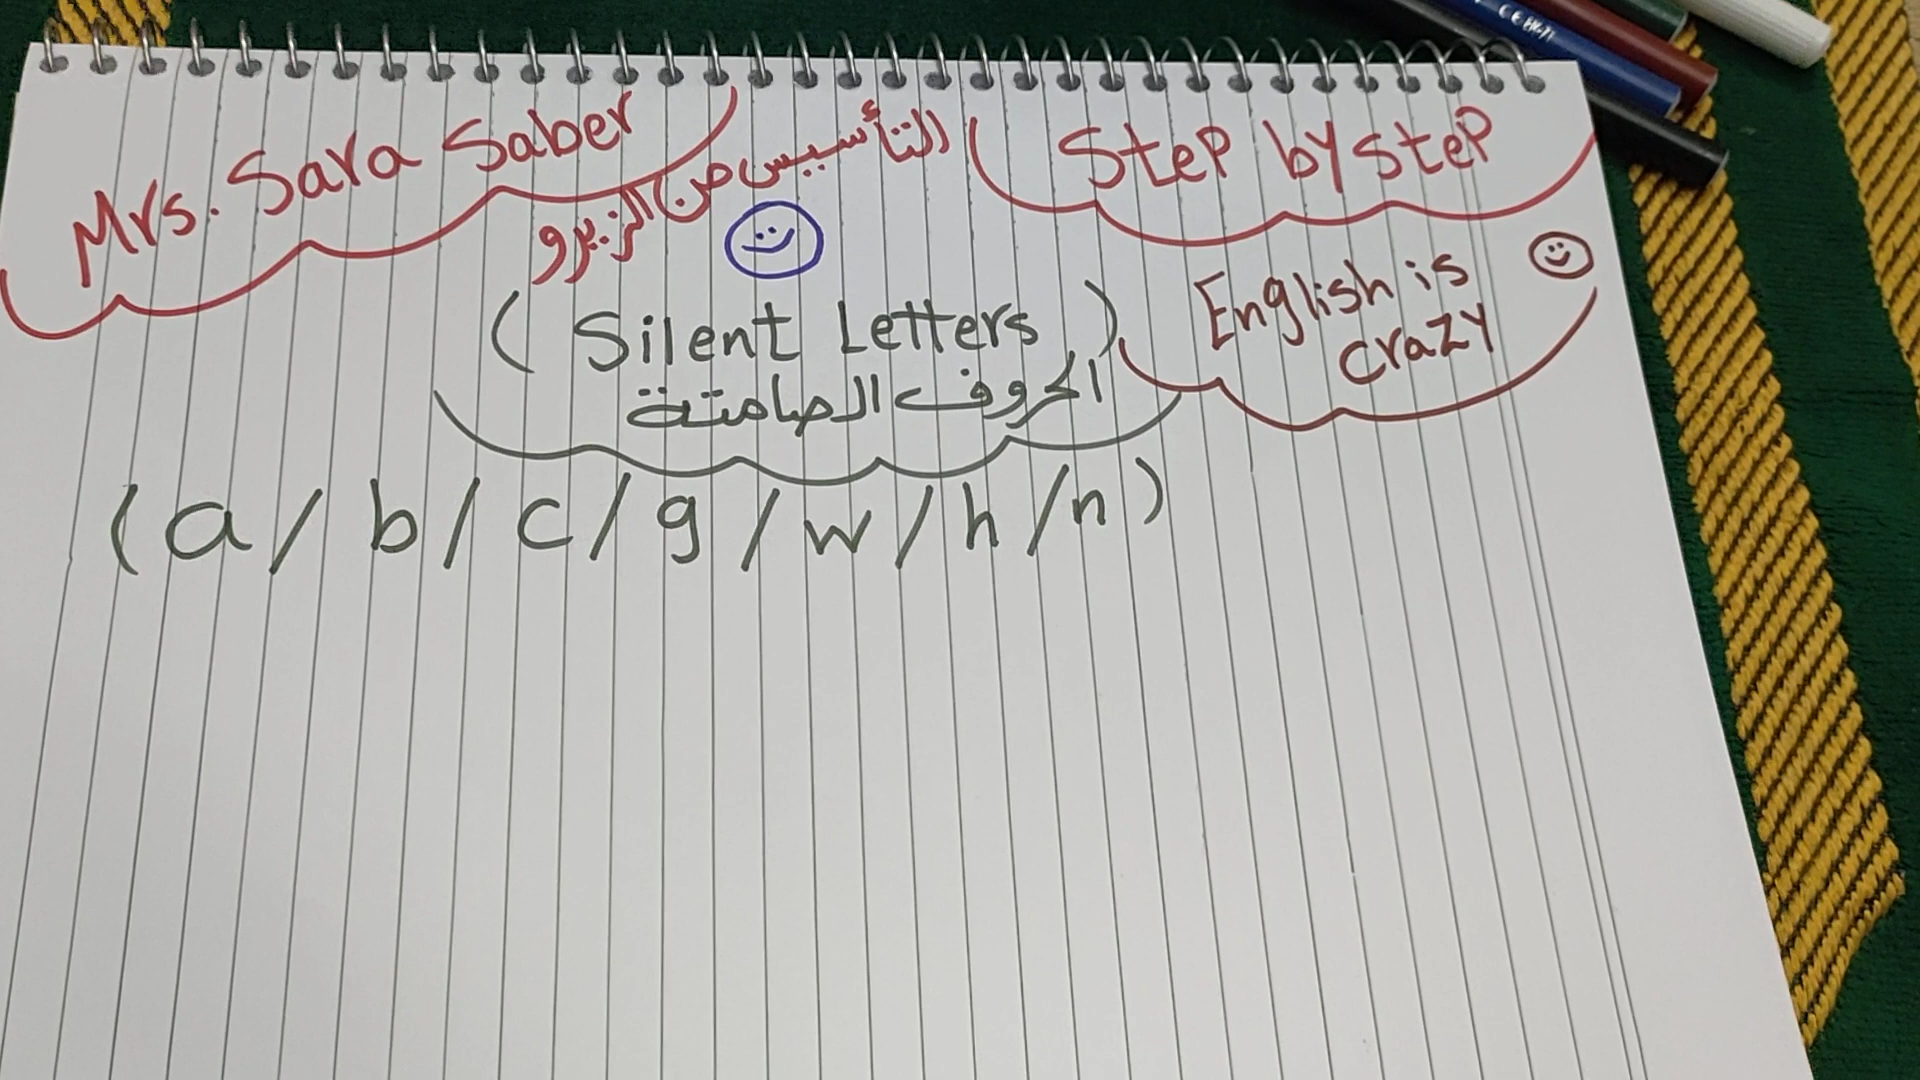 Mrs. Sara Saber
التأسيس من الزيرو
SteP by steP
English is
crazy
( Silent Letters )
الحروف الصامتة
( a / b / c / g / w / h / n )